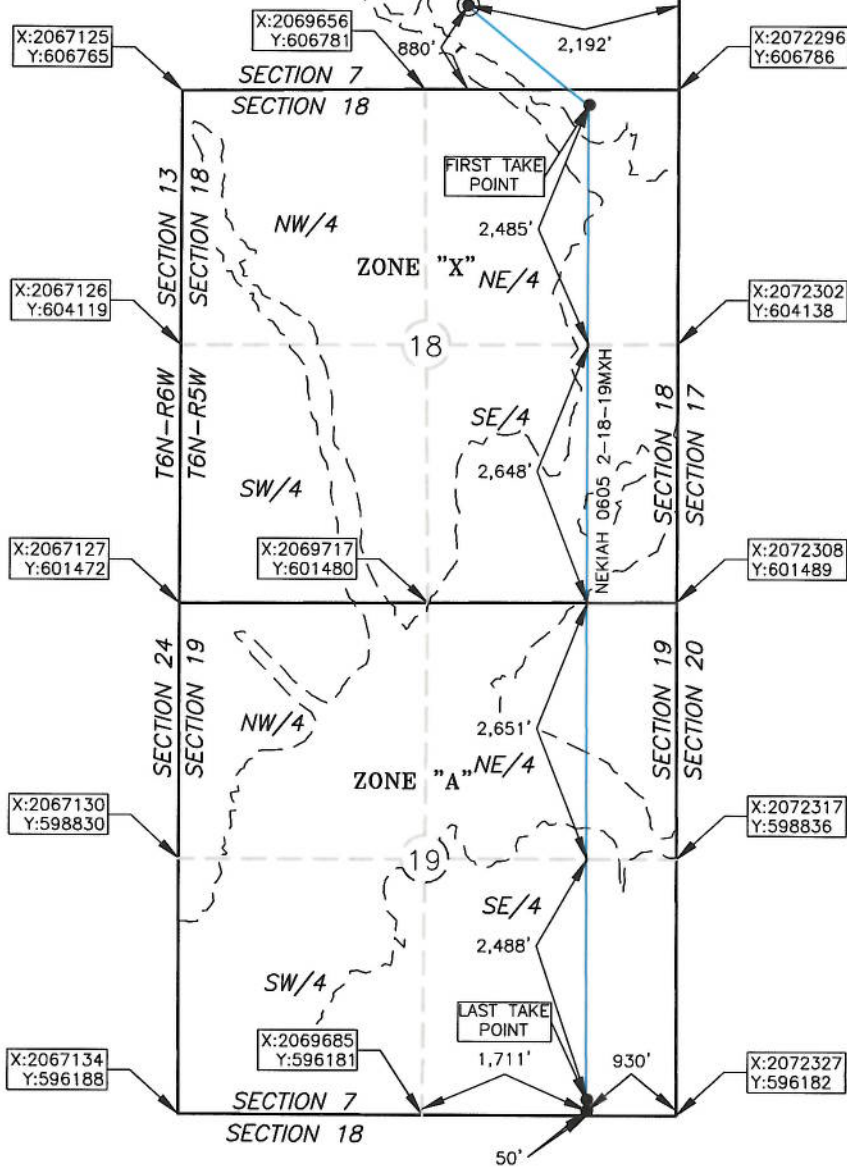 X:2069656
Y:606781
X:2067125
Y:606765
880'
2,192'
X:2072296
Y:606786
SECTION 7
SECTION 18
FIRST TAKE
POINT
SECTION 13
SECTION 18
NW/4
2,485'
ZONE "X"
NE/4
X:2067126
Y:604119
X:2072302
Y:604138
18
T6N-R6W
T6N-R5W
NEKIAH 0605 2-18-19MXH
SE/4
2,648'
SECTION 18
SECTION 17
SW/4
X:2067127
Y:601472
X:2069717
Y:601480
X:2072308
Y:601489
SECTION 24
SECTION 19
NW/4
2,651'
ZONE "A"
NE/4
SECTION 19
SECTION 20
X:2067130
Y:598830
X:2072317
Y:598836
19
SE/4
2,488'
SW/4
LAST TAKE
POINT
X:2067134
Y:596188
X:2069685
Y:596181
1,711'
930'
X:2072327
Y:596182
SECTION 7
SECTION 18
50'